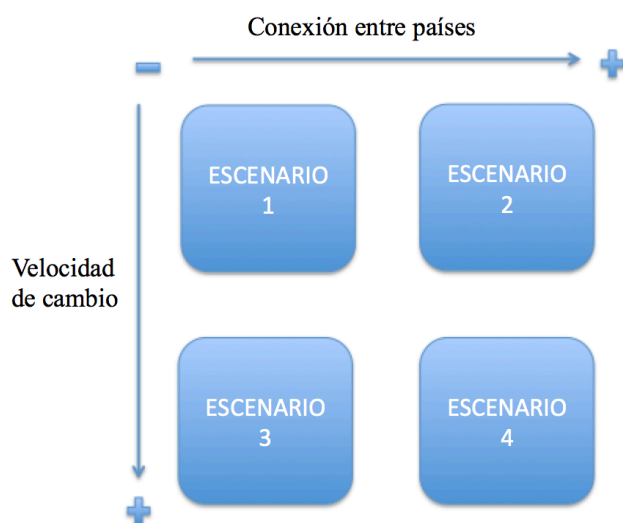 Conexión entre países
ESCENARIO
1
ESCENARIO
2
Velocidad
de cambio
ESCENARIO
3
ESCENARIO
4